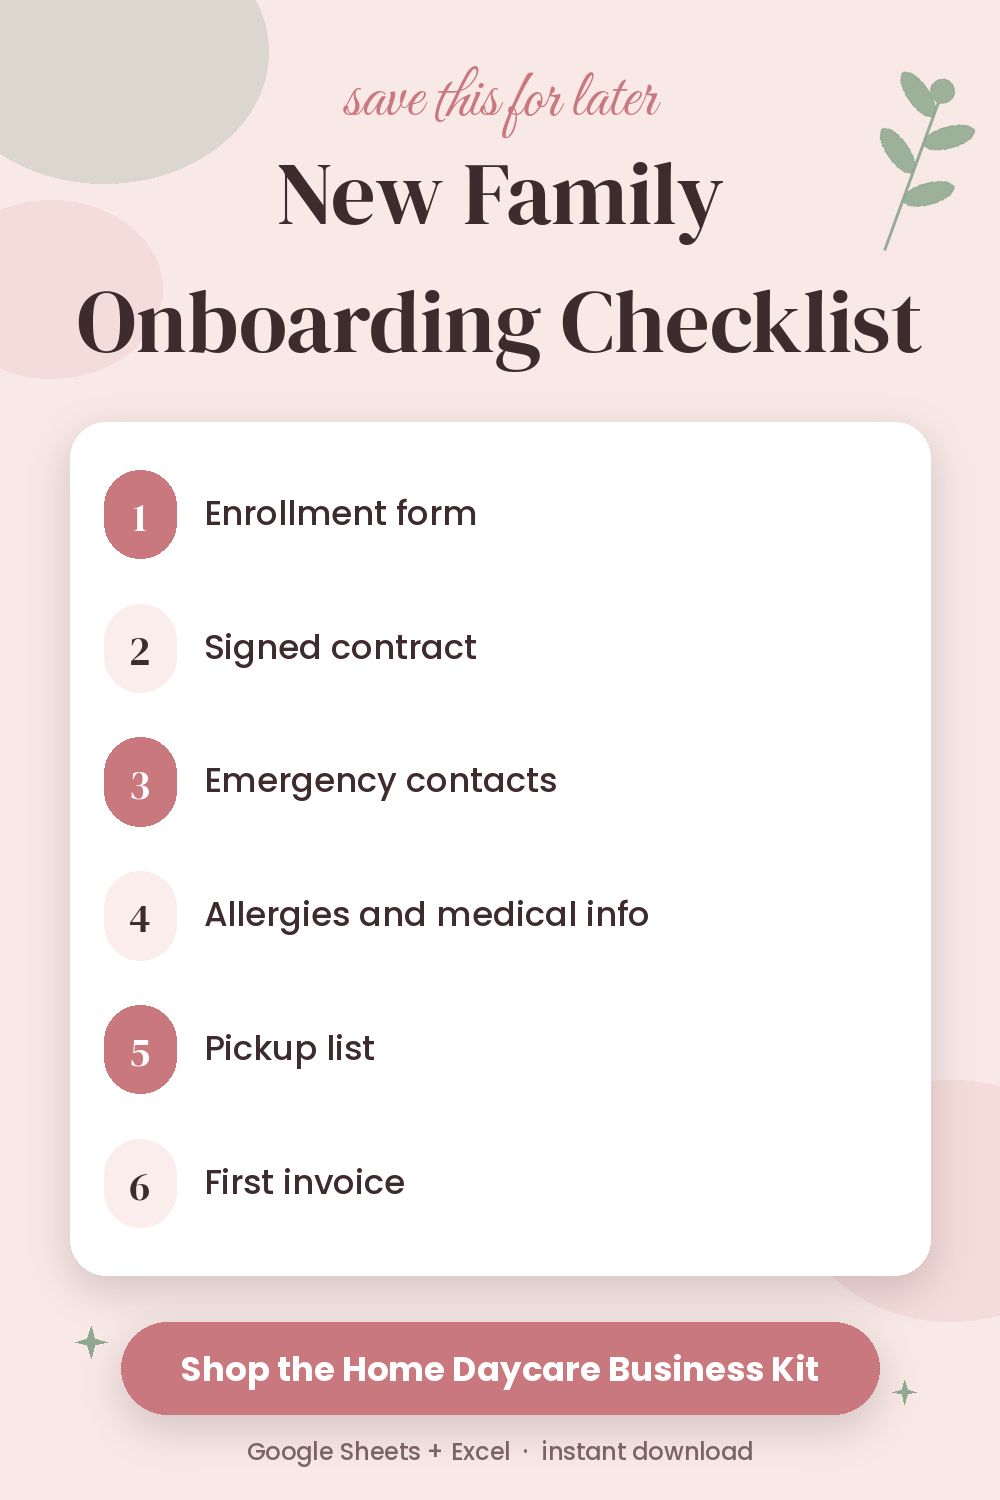 save this for later
New Family
Onboarding Checklist
1 Enrollment form
2 Signed contract
3 Emergency contacts
4 Allergies and medical info
5 Pickup list
6 First invoice
Shop the Home Daycare Business Kit
Google Sheets + Excel · instant download